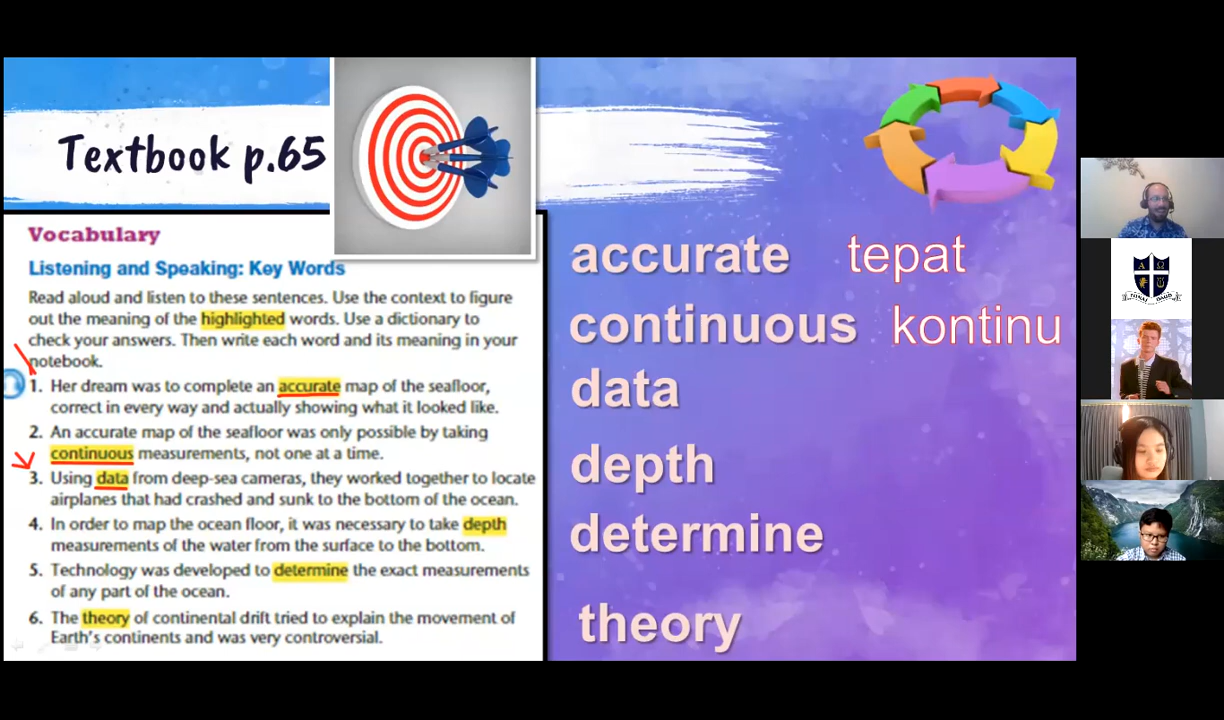 Textbook p.65
Vocabulary
Listening and Speaking: Key Words
Read aloud and listen to these sentences. Use the context to figure
out the meaning of the highlighted words. Use a dictionary to
check your answers. Then write each word and its meaning in your
notebook.
1. Her dream was to complete an accurate map of the seafloor,
correct in every way and actually showing what it looked like.
2. An accurate map of the seafloor was only possible by taking
continuous measurements, not one at a time.
3. Using data from deep-sea cameras, they worked together to locate
airplanes that had crashed and sunk to the bottom of the ocean.
4. In order to map the ocean floor, it was necessary to take depth
measurements of the water from the surface to the bottom.
5. Technology was developed to determine the exact measurements
of any part of the ocean.
6. The theory of continental drift tried to explain the movement of
Earth's continents and was very controversial.
accurate tepat
continuous kontinu
data
depth
determine
theory